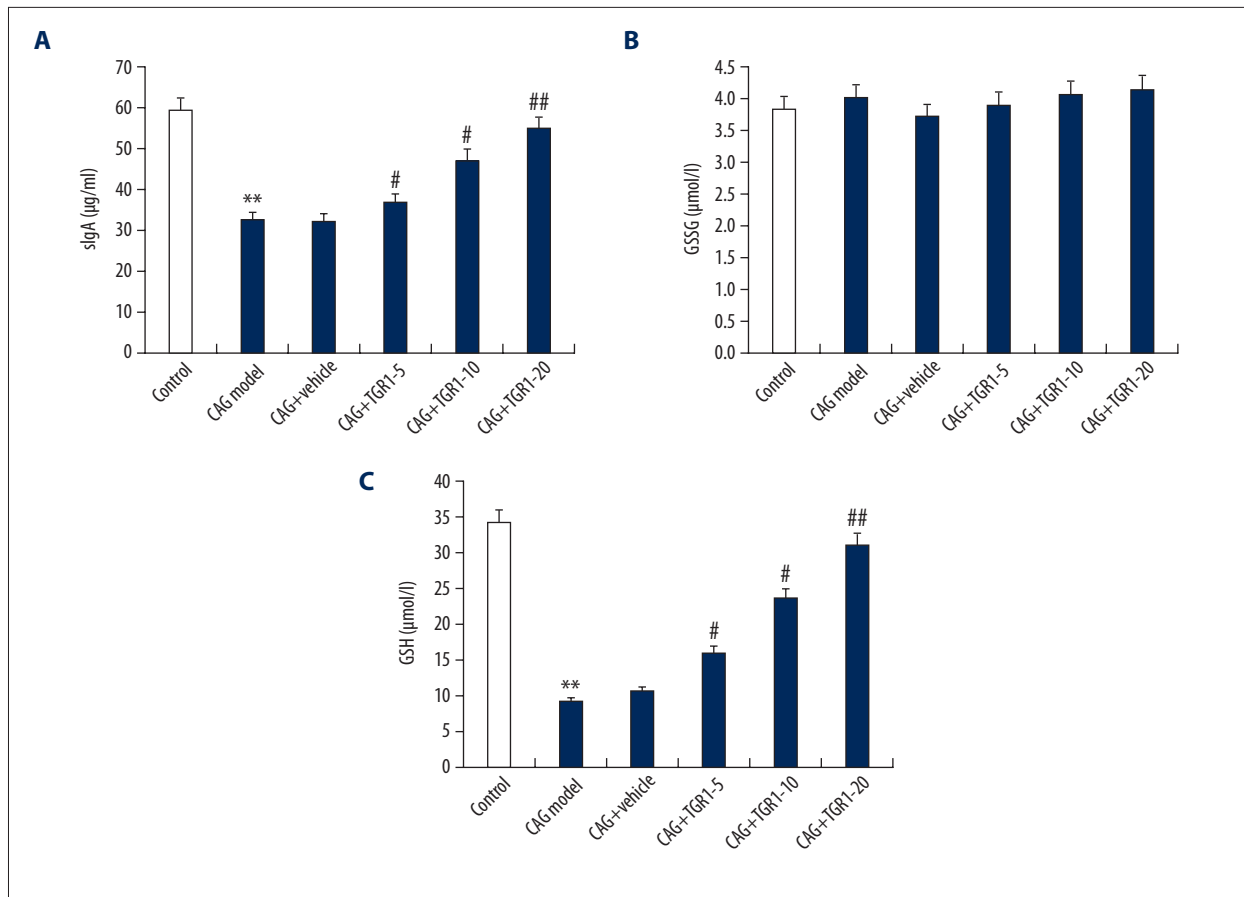 A
sIgA (µg/ml)
70
60
50
40
30
20
10
0
**
#
#
##
Control
CAG model
CAG+vehicle
CAG+TGR1-5
CAG+TGR1-10
CAG+TGR1-20
B
GSSG (µmol/l)
4.5
4.0
3.5
3.0
2.5
2.0
1.5
1.0
0.5
0.0
Control
CAG model
CAG+vehicle
CAG+TGR1-5
CAG+TGR1-10
CAG+TGR1-20
C
GSH (µmol/l)
40
35
30
25
20
15
10
5
0
**
#
#
##
Control
CAG model
CAG+vehicle
CAG+TGR1-5
CAG+TGR1-10
CAG+TGR1-20